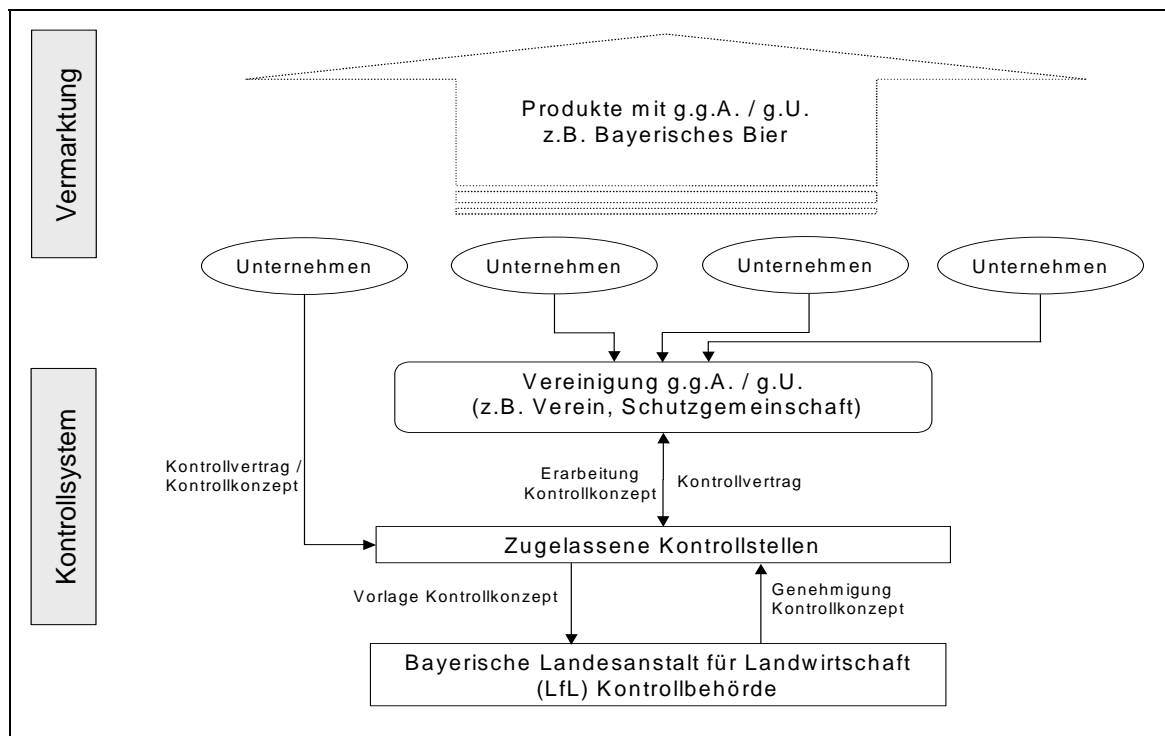 Vermarktung
Produkte mit g.g.A. / g.U.
z.B. Bayerisches Bier
Unternehmen
Unternehmen
Unternehmen
Unternehmen
Kontrollsystem
Vereinigung g.g.A. / g.U.
(z.B. Verein, Schutzgemeinschaft)
Kontrollvertrag /
Kontrollkonzept
Erarbeitung
Kontrollkonzept
Kontrollvertrag
Zugelassene Kontrollstellen
Vorlage Kontrollkonzept
Genehmigung
Kontrollkonzept
Bayerische Landesanstalt für Landwirtschaft
(LfL) Kontrollbehörde